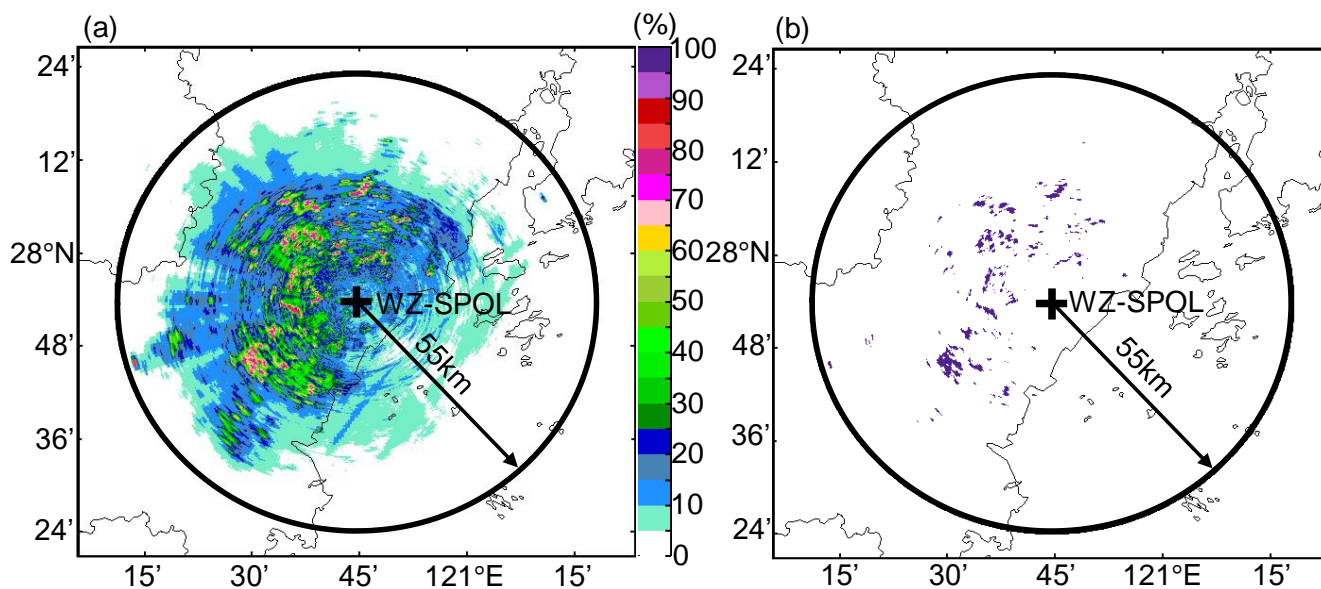 (a) (%) (b)
24’ 100 24’
90
12’ 80 12’
70
28°N 60 28°N
WZ-SPOL 50 WZ-SPOL
48’ 55km 40 48’ 55km
30
36’ 20 36’
10
24’ 0 24’
15’ 30’ 45’ 121°E 15’ 15’ 30’ 45’ 121°E 15’